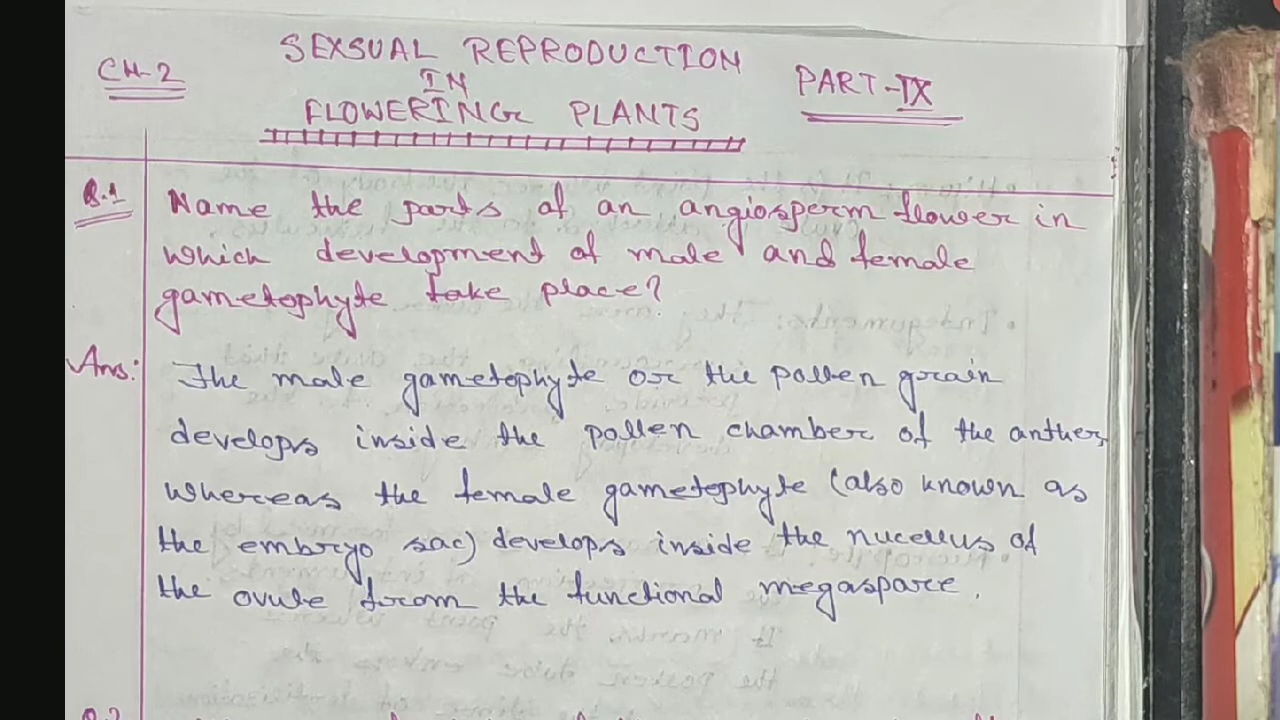 CH-2
SEXSUAL REPRODUCTION
IN
FLOWERING PLANTS
PART-IX
Q.1
Name the parts of an angiosperm flower in
which development of male and female
gametophyte take place?
Ans:
The male gametophyte or the pollen grain
develops inside the pollen chamber of the anther,
whereas the female gametophyte (also known as
the embryo sac) develops inside the nucellus of
the ovule from the functional megaspore.
Q.2